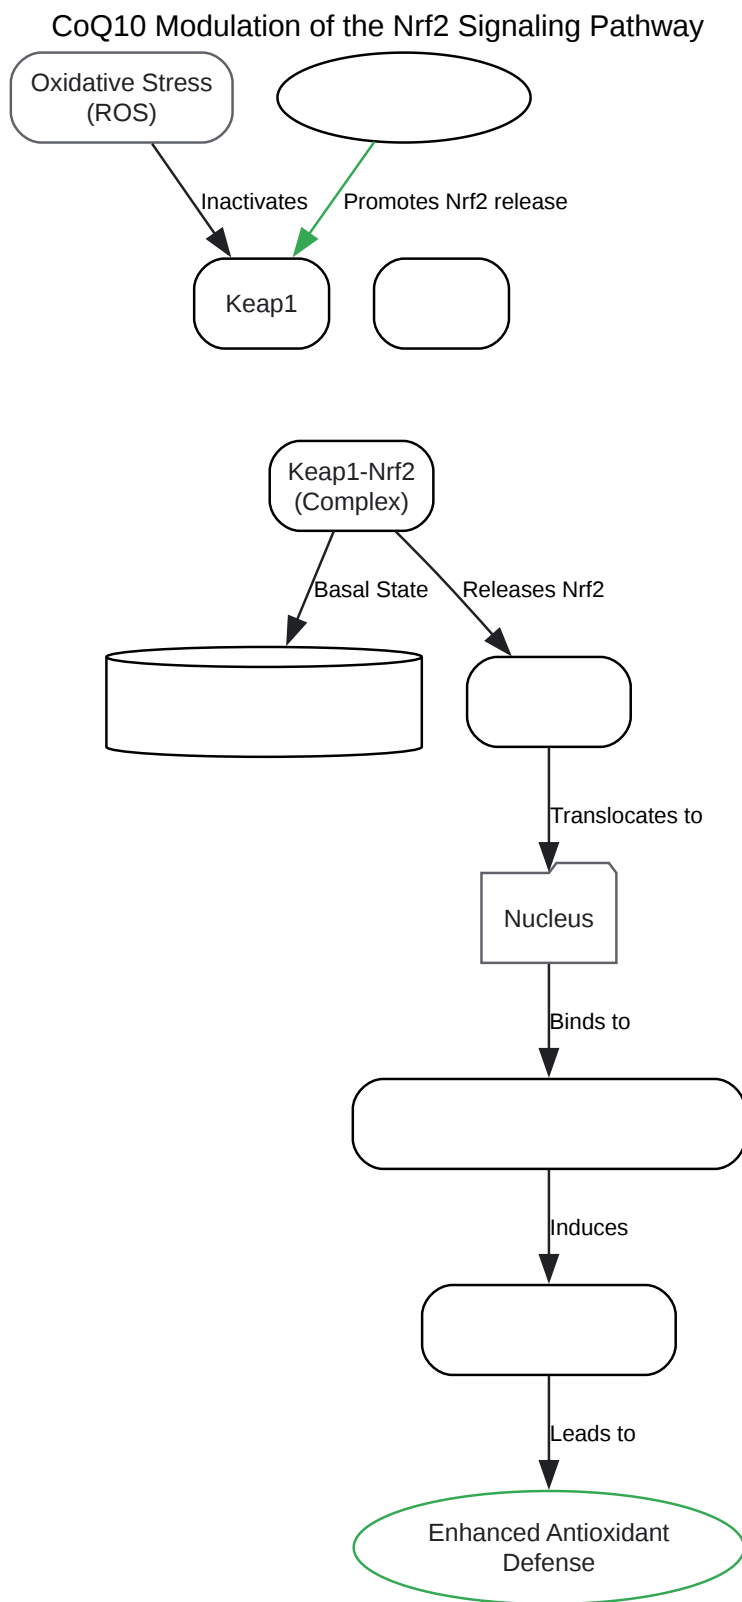 CoQ10 Modulation of the Nrf2 Signaling Pathway
Oxidative Stress
(ROS)
Inactivates
Promotes Nrf2 release
Keap1
Keap1-Nrf2
(Complex)
Basal State
Releases Nrf2
Translocates to
Nucleus
Binds to
Induces
Leads to
Enhanced Antioxidant
Defense